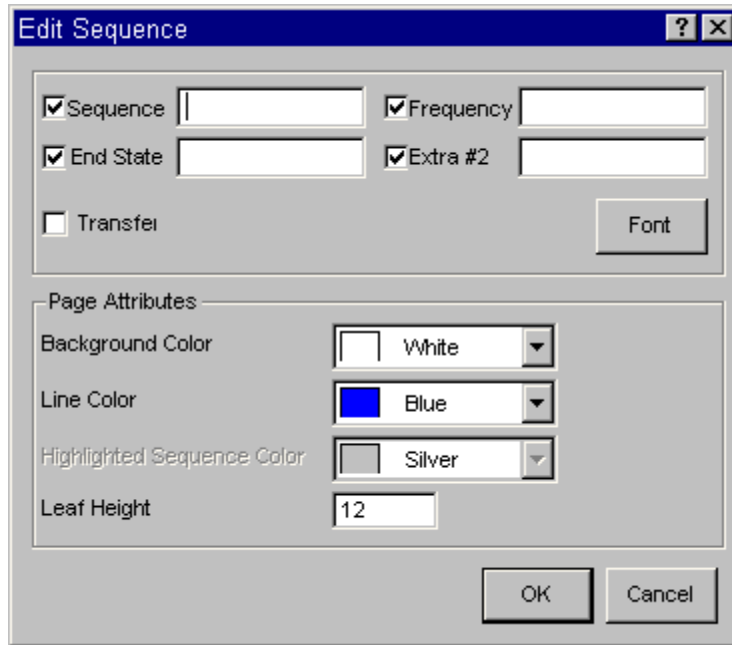 Edit Sequence
Sequence Frequency
End State Extra #2
Transfer Font
Page Attributes
Background Color White
Line Color Blue
Highlighted Sequence Color Silver
Leaf Height 12
OK Cancel